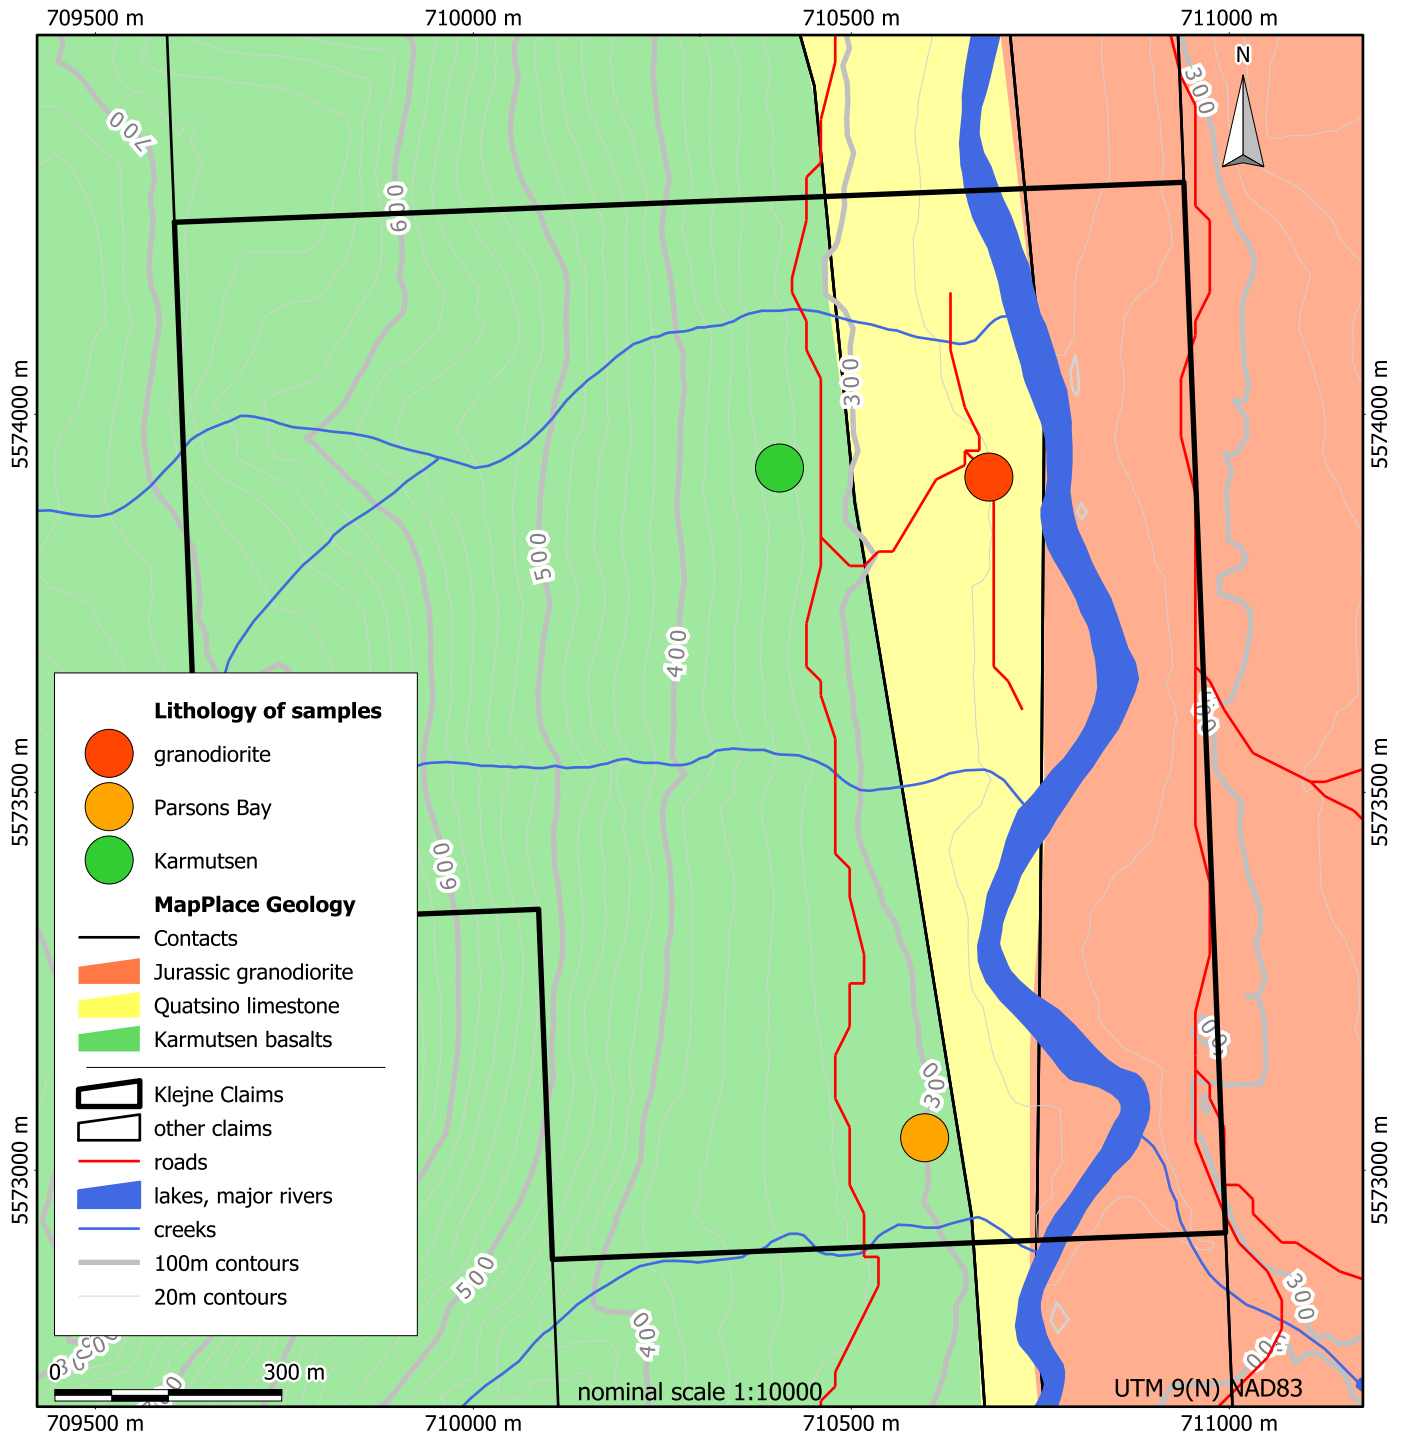 709500 m 710000 m 710500 m 711000 m
N
300
700
600
5574000 m
5574000 m
300
500
400
Lithology of samples
granodiorite
Parsons Bay
Karmutsen
MapPlace Geology
Contacts
Jurassic granodiorite
Quatsino limestone
Karmutsen basalts
Klejne Claims
other claims
roads
lakes, major rivers
creeks
100m contours
20m contours
5573500 m
5573500 m
600
300
5573000 m
5573000 m
500
400
300
0 300 m
nominal scale 1:10000
UTM 9(N) NAD83
709500 m 710000 m 710500 m 711000 m